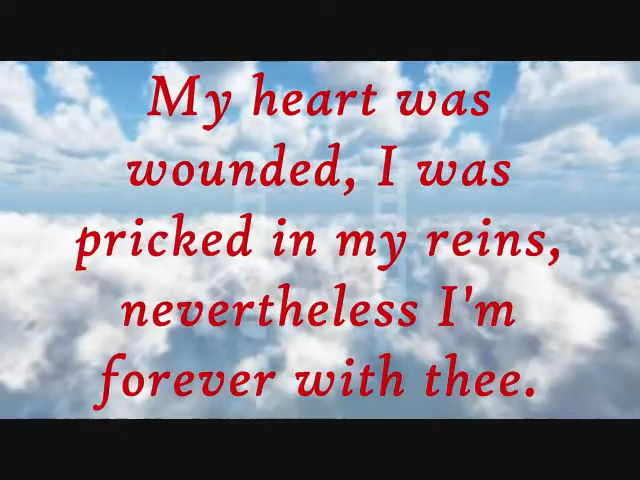 My heart was
wounded, I was
pricked in my reins,
nevertheless I'm
forever with thee.